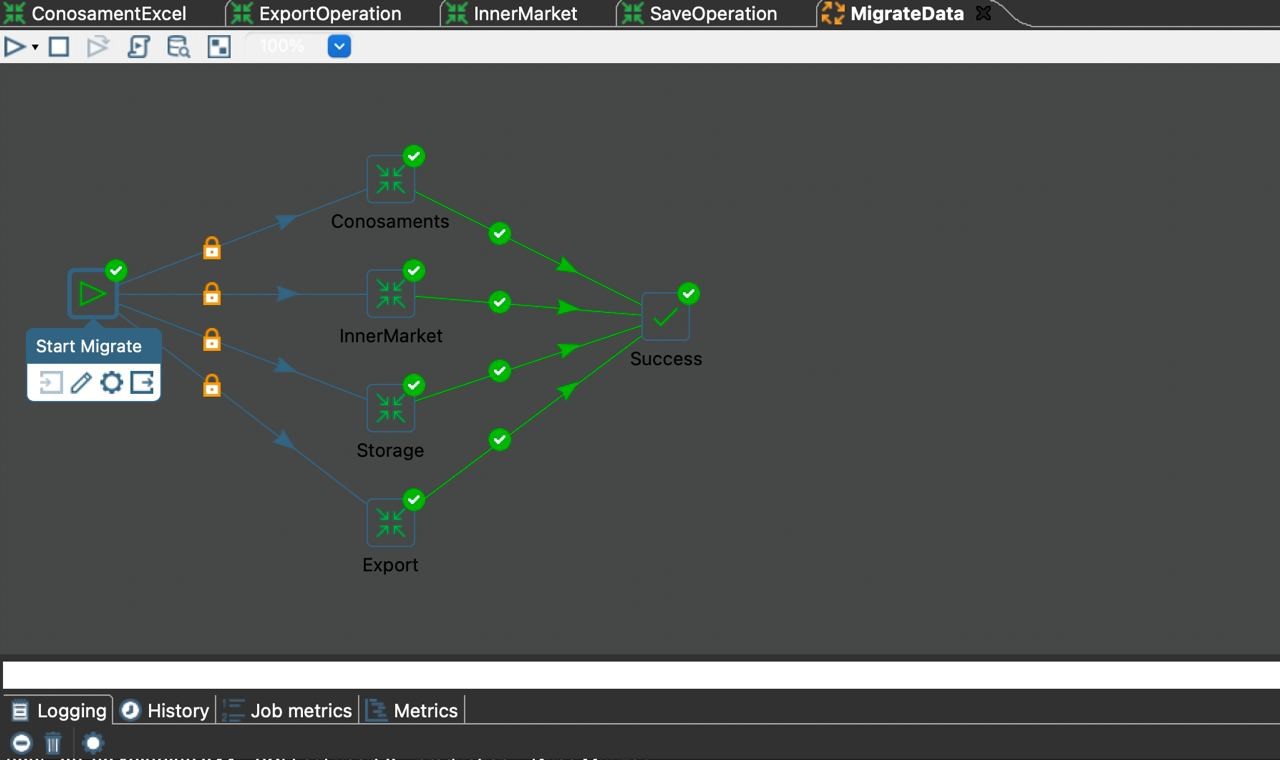 ConosamentExcel
ExportOperation
InnerMarket
SaveOperation
MigrateData
100%
Conosaments
InnerMarket
Start Migrate
Success
Storage
Export
Logging
History
Job metrics
Metrics